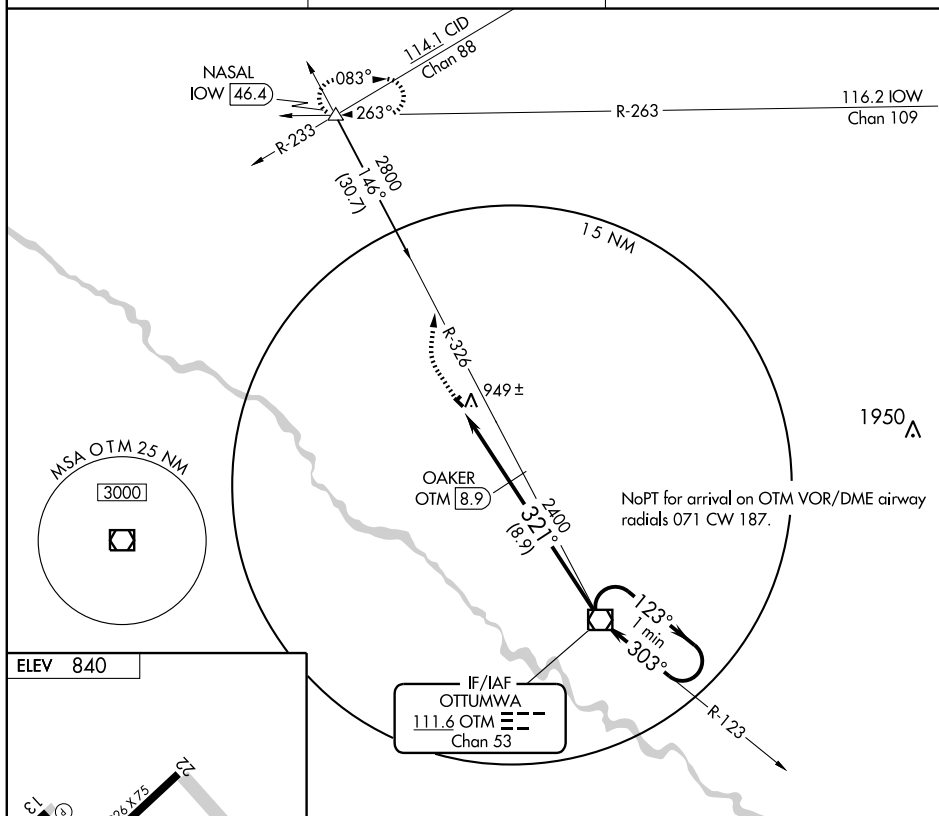 114.1 CID
Chan 88
NASAL
IOW 46.4
083°
263°
R-263
116.2 IOW
Chan 109
R-233
2800
146°
(30.7)
15 NM
R-326
949 ±
1950
MSA OTM 25 NM
3000
OAKER
OTM 8.9
2400
321°
(8.9)
NoPT for arrival on OTM VOR/DME airway
radials 071 CW 187.
123°
1 min
303°
ELEV 840
IF/IAF
OTTUMWA
111.6 OTM
Chan 53
R-123
22
13
P
26 X 75